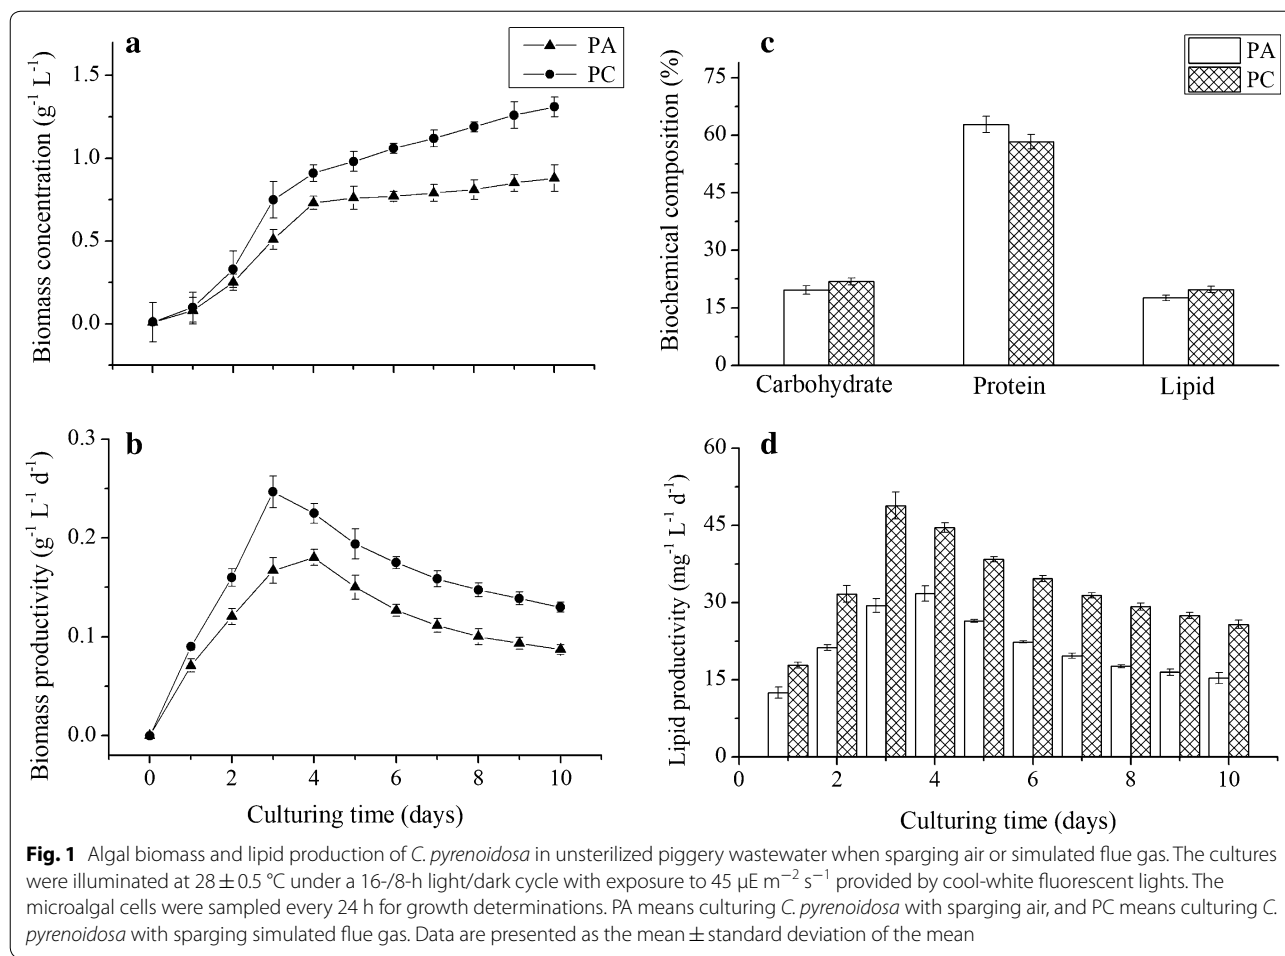 a
PA
PC
Biomass concentration (g⁻¹ L⁻¹)
1.5
1.0
0.5
0.0
c
PA
PC
Biochemical composition (%)
75
60
45
30
15
0
Carbohydrate Protein Lipid
b
Biomass productivity (g⁻¹ L⁻¹ d⁻¹)
0.3
0.2
0.1
0.0
0 2 4 6 8 10
Culturing time (days)
d
Lipid productivity (mg⁻¹ L⁻¹ d⁻¹)
60
45
30
15
0
0 2 4 6 8 10
Culturing time (days)
Fig. 1 Algal biomass and lipid production of C. pyrenoidosa in unsterilized piggery wastewater when sparging air or simulated flue gas. The cultures
were illuminated at 28 ± 0.5 °C under a 16-/8-h light/dark cycle with exposure to 45 μE m⁻² s⁻¹ provided by cool-white fluorescent lights. The
microalgal cells were sampled every 24 h for growth determinations. PA means culturing C. pyrenoidosa with sparging air, and PC means culturing C.
pyrenoidosa with sparging simulated flue gas. Data are presented as the mean ± standard deviation of the mean